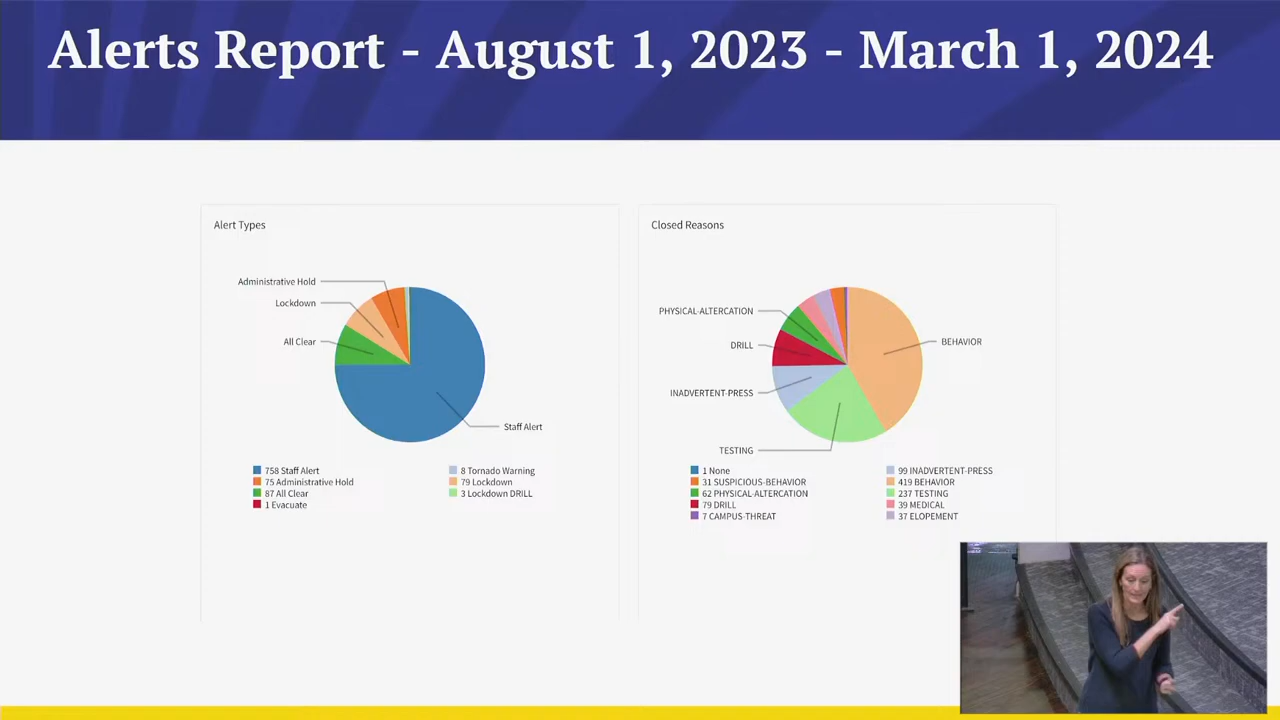 Alerts Report - August 1, 2023 - March 1, 2024
Alert Types
Administrative Hold
Lockdown
All Clear
Staff Alert
758 Staff Alert
75 Administrative Hold
87 All Clear
1 Evacuate
8 Tornado Warning
79 Lockdown
3 Lockdown DRILL
Closed Reasons
PHYSICAL-ALTERCATION
DRILL
INADVERTENT-PRESS
TESTING
BEHAVIOR
1 None
31 SUSPICIOUS-BEHAVIOR
62 PHYSICAL-ALTERCATION
79 DRILL
7 CAMPUS-THREAT
99 INADVERTENT-PRESS
419 BEHAVIOR
237 TESTING
39 MEDICAL
37 ELOPEMENT